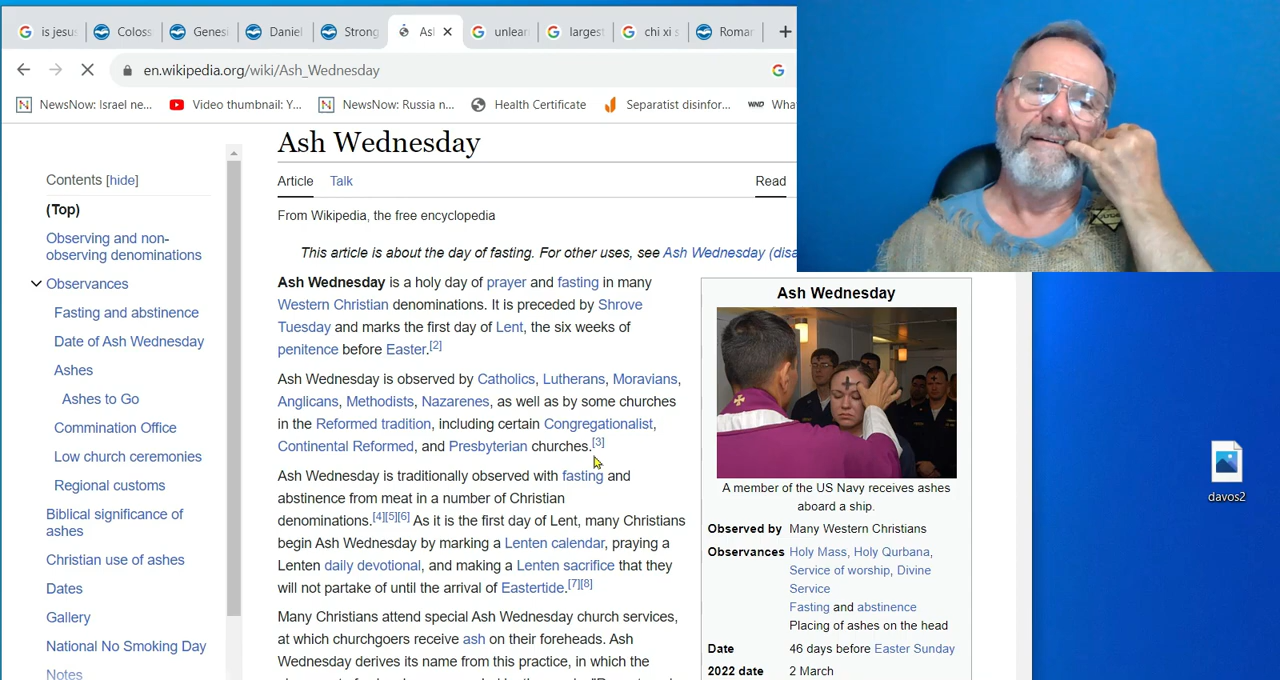 is jesu
Coloss
Genesi
Daniel
Strong
Asl
unlear
largest
chi xi s
Romar
en.wikipedia.org/wiki/Ash_Wednesday
NewsNow: Israel ne...
Video thumbnail: Y...
NewsNow: Russia n...
Health Certificate
Separatist disinfor...
WND Wha
Ash Wednesday
Contents [hide]
(Top)
Observing and non-
observing denominations
Observances
Fasting and abstinence
Date of Ash Wednesday
Ashes
Ashes to Go
Commination Office
Low church ceremonies
Regional customs
Biblical significance of
ashes
Christian use of ashes
Dates
Gallery
National No Smoking Day
Notes
Article Talk Read
From Wikipedia, the free encyclopedia
This article is about the day of fasting. For other uses, see Ash Wednesday (disa
Ash Wednesday is a holy day of prayer and fasting in many
Western Christian denominations. It is preceded by Shrove
Tuesday and marks the first day of Lent, the six weeks of
penitence before Easter.[2]
Ash Wednesday is observed by Catholics, Lutherans, Moravians,
Anglicans, Methodists, Nazarenes, as well as by some churches
in the Reformed tradition, including certain Congregationalist,
Continental Reformed, and Presbyterian churches.[3]
Ash Wednesday is traditionally observed with fasting and
abstinence from meat in a number of Christian
denominations.[4][5][6] As it is the first day of Lent, many Christians
begin Ash Wednesday by marking a Lenten calendar, praying a
Lenten daily devotional, and making a Lenten sacrifice that they
will not partake of until the arrival of Eastertide.[7][8]
Many Christians attend special Ash Wednesday church services,
at which churchgoers receive ash on their foreheads. Ash
Wednesday derives its name from this practice, in which the
Ash Wednesday
A member of the US Navy receives ashes
aboard a ship.
Observed by Many Western Christians
Observances Holy Mass, Holy Qurbana,
Service of worship, Divine
Service
Fasting and abstinence
Placing of ashes on the head
Date 46 days before Easter Sunday
2022 date 2 March
davos2